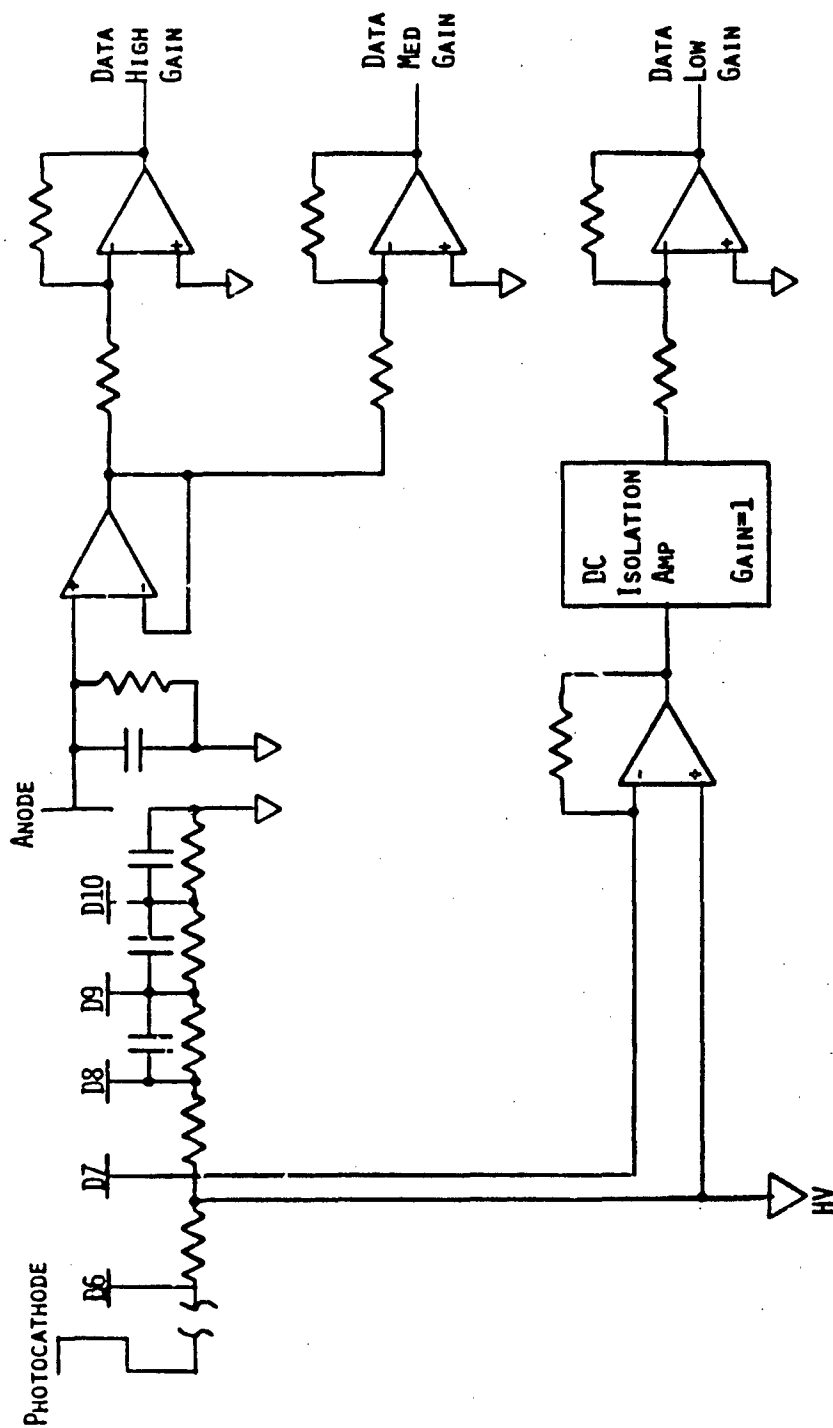 PHOTOCATHODE
D6
D7
D8
D9
D10
ANODE
+
-
-
+
DATA
HIGH
GAIN
-
+
DATA
MED
GAIN
HV
-
+
DC
ISOLATION
AMP
GAIN=1
-
+
DATA
LOW
GAIN